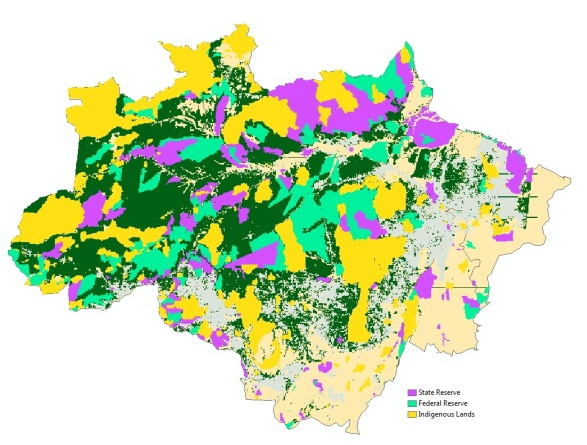 State Reserve
Federal Reserve
Indigenous Lands